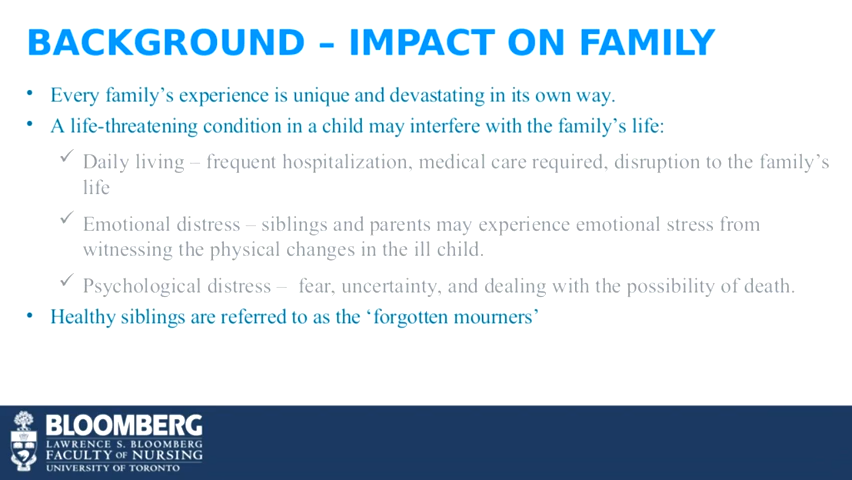 BACKGROUND – IMPACT ON FAMILY
• Every family’s experience is unique and devastating in its own way.
• A life-threatening condition in a child may interfere with the family’s life:
✓ Daily living – frequent hospitalization, medical care required, disruption to the family’s
life
✓ Emotional distress – siblings and parents may experience emotional stress from
witnessing the physical changes in the ill child.
✓ Psychological distress – fear, uncertainty, and dealing with the possibility of death.
• Healthy siblings are referred to as the ‘forgotten mourners’
BLOOMBERG
LAWRENCE S. BLOOMBERG
FACULTY OF NURSING
UNIVERSITY OF TORONTO